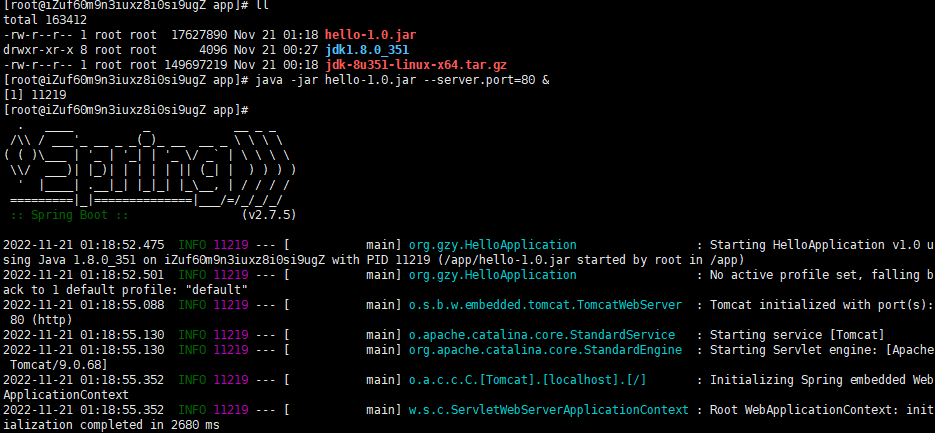 [root@iZuf60m9n3iuxz8i0si9ugZ app]# ll
total 163412
-rw-r--r-- 1 root root  17627890 Nov 21 01:18 hello-1.0.jar
drwxr-xr-x 8 root root      4096 Nov 21 00:27 jdk1.8.0_351
-rw-r--r-- 1 root root 149697219 Nov 21 00:18 jdk-8u351-linux-x64.tar.gz
[root@iZuf60m9n3iuxz8i0si9ugZ app]# java -jar hello-1.0.jar --server.port=80 &
[1] 11219
[root@iZuf60m9n3iuxz8i0si9ugZ app]#
  .   ____          _            __ _ _
 /\\ / ___'_ __ _ _(_)_ __  __ _ \ \ \ \
( ( )\___ | '_ | '_| | '_ \/ _` | \ \ \ \
 \\/  ___)| |_)| | | | | || (_| |  ) ) ) )
  '  |____| .__|_| |_|_| |_\__, | / / / /
 =========|_|==============|___/=/_/_/_/
 :: Spring Boot ::                (v2.7.5)
2022-11-21 01:18:52.475  INFO 11219 --- [           main] org.gzy.HelloApplication                 : Starting HelloApplication v1.0 u
sing Java 1.8.0_351 on iZuf60m9n3iuxz8i0si9ugZ with PID 11219 (/app/hello-1.0.jar started by root in /app)
2022-11-21 01:18:52.501  INFO 11219 --- [           main] org.gzy.HelloApplication                 : No active profile set, falling b
ack to 1 default profile: "default"
2022-11-21 01:18:55.088  INFO 11219 --- [           main] o.s.b.w.embedded.tomcat.TomcatWebServer  : Tomcat initialized with port(s):
 80 (http)
2022-11-21 01:18:55.130  INFO 11219 --- [           main] o.apache.catalina.core.StandardService   : Starting service [Tomcat]
2022-11-21 01:18:55.130  INFO 11219 --- [           main] org.apache.catalina.core.StandardEngine  : Starting Servlet engine: [Apache
 Tomcat/9.0.68]
2022-11-21 01:18:55.352  INFO 11219 --- [           main] o.a.c.c.C.[Tomcat].[localhost].[/]       : Initializing Spring embedded Web
ApplicationContext
2022-11-21 01:18:55.352  INFO 11219 --- [           main] w.s.c.ServletWebServerApplicationContext : Root WebApplicationContext: init
ialization completed in 2680 ms